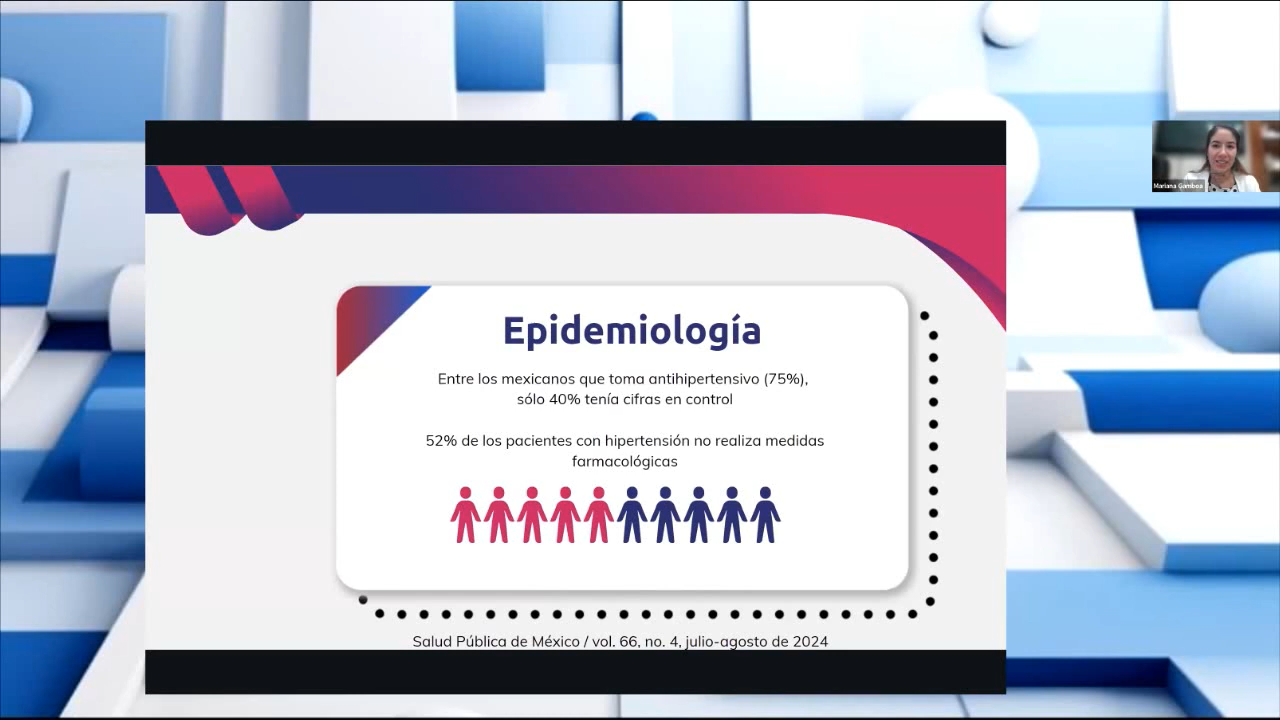 Epidemiología
Entre los mexicanos que toma antihipertensivo (75%),
sólo 40% tenía cifras en control
52% de los pacientes con hipertensión no realiza medidas
farmacológicas
Salud Pública de México / vol. 66, no. 4, julio-agosto de 2024
Mariana Gamboa